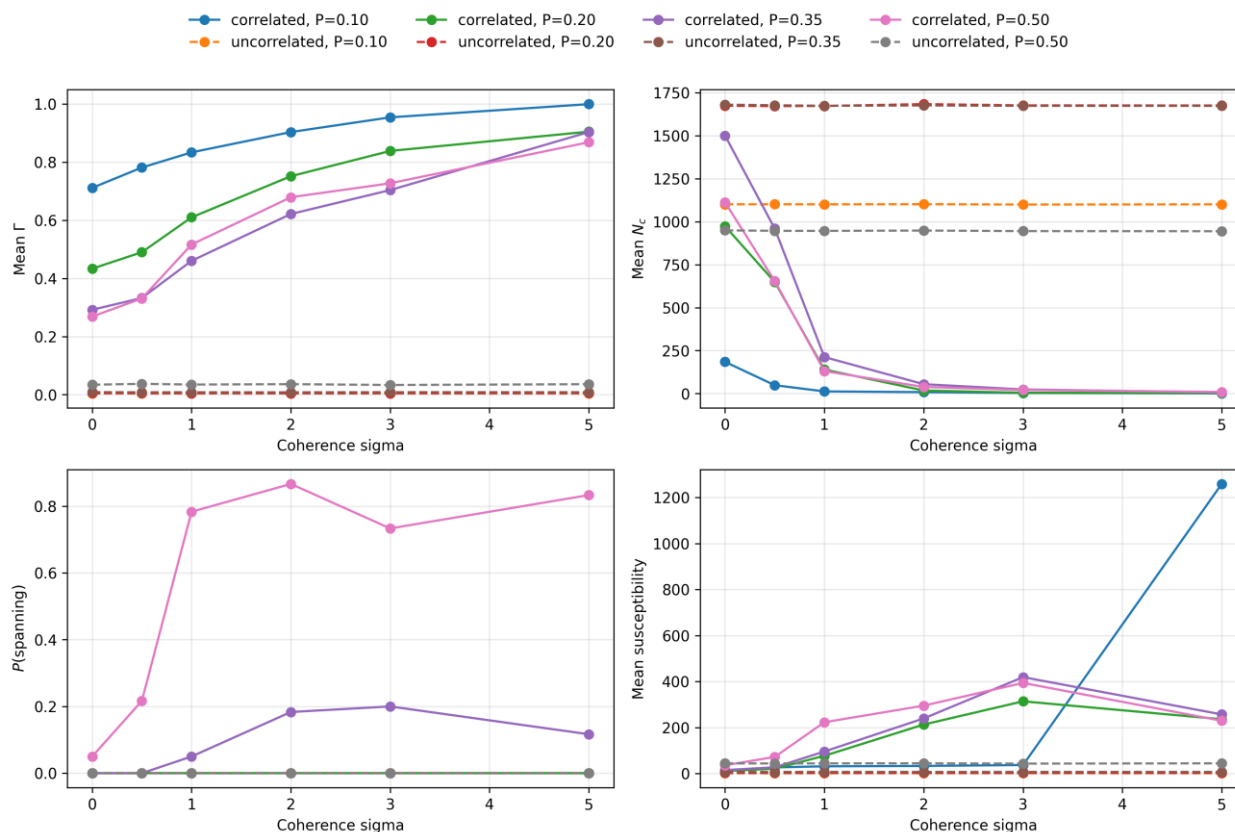 correlated, P=0.10 correlated, P=0.20 correlated, P=0.35 correlated, P=0.50
uncorrelated, P=0.10 uncorrelated, P=0.20 uncorrelated, P=0.35 uncorrelated, P=0.50
Mean Γ
1.0
0.8
0.6
0.4
0.2
0.0
0 1 2 3 4 5
Coherence sigma
Mean N_c
1750
1500
1250
1000
750
500
250
0
0 1 2 3 4 5
Coherence sigma
P(spanning)
0.8
0.6
0.4
0.2
0.0
0 1 2 3 4 5
Coherence sigma
Mean susceptibility
1200
1000
800
600
400
200
0
0 1 2 3 4 5
Coherence sigma